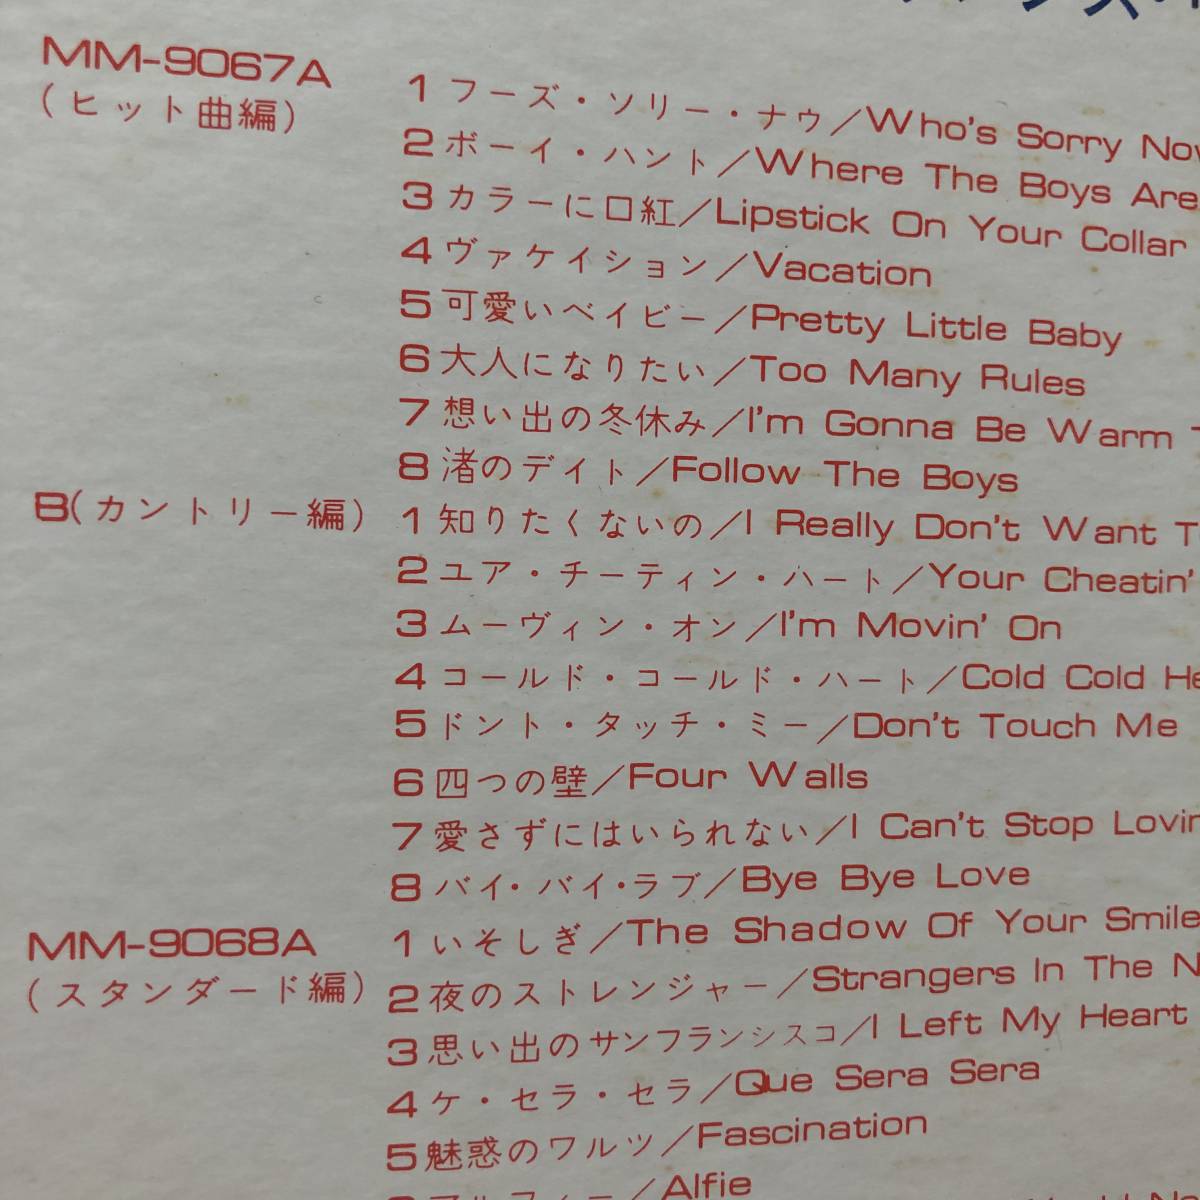 MM-9067A
(ヒット曲編)
1 フーズ・ソリー・ナウ/Who's Sorry Now
2 ボーイ・ハント/Where The Boys Are
3 カラーに口紅/Lipstick On Your Collar
4 ヴァケイション/Vacation
5 可愛いベイビー/Pretty Little Baby
6 大人になりたい/Too Many Rules
7 想い出の冬休み/I'm Gonna Be Warm
8 渚のデイト/Follow The Boys
B(カントリー編)
1 知りたくないの/I Really Don't Want
2 ユア・チーティン・ハート/Your Cheatin'
3 ムーヴィン・オン/I'm Movin' On
4 コールド・コールド・ハート/Cold Cold
5 ドント・タッチ・ミー/Don't Touch Me
6 四つの壁/Four Walls
7 愛さずにはいられない/I Can't Stop
8 バイ・バイ・ラブ/Bye Bye Love
MM-9068A
(スタンダード編)
1 いそしぎ/The Shadow Of Your Smile
2 夜のストレンジャー/Strangers In The
3 思い出のサンフランシスコ/I Left My Heart
4 ケ・セラ・セラ/Que Sera Sera
5 魅惑のワルツ/Fascination
アルフィー/Alfie